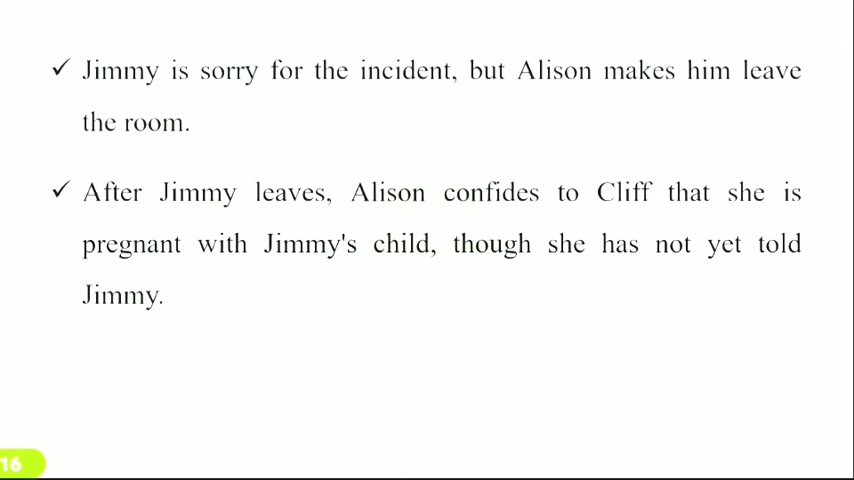 ✓ Jimmy is sorry for the incident, but Alison makes him leave
the room.
✓ After Jimmy leaves, Alison confides to Cliff that she is
pregnant with Jimmy's child, though she has not yet told
Jimmy.
16